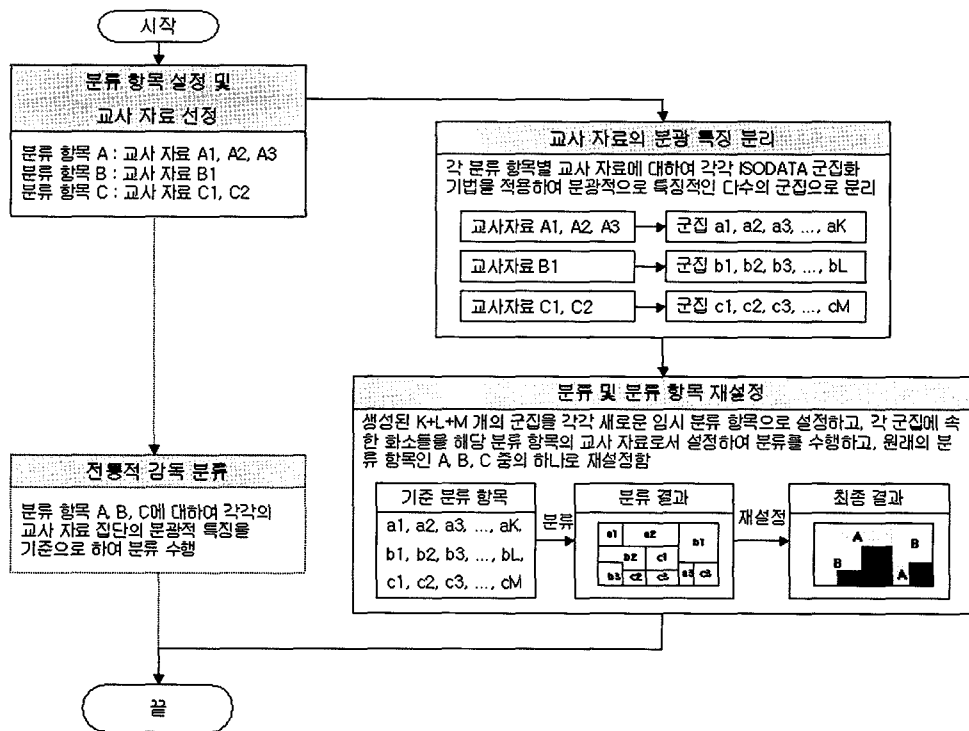 시작
분류 항목 설정 및
교사 자료 선정
분류 항목 A : 교사 자료 A1, A2, A3
분류 항목 B : 교사 자료 B1
분류 항목 C : 교사 자료 C1, C2
교사 자료의 분광 특징 분리
각 분류 항목별 교사 자료에 대하여 각각 ISODATA 군집화
기법을 적용하여 분광적으로 특징적인 다수의 군집으로 분리
교사자료 A1, A2, A3
군집 a1, a2, a3, ..., aK
교사자료 B1
군집 b1, b2, b3, ..., bL
교사자료 C1, C2
군집 c1, c2, c3, ..., cM
분류 및 분류 항목 재설정
생성된 K+L+M 개의 군집을 각각 새로운 임시 분류 항목으로 설정하고, 각 군집에 속
한 화소들을 해당 분류 항목의 교사 자료로서 설정하여 분류를 수행하고, 원래의 분
류 항목인 A, B, C 중의 하나로 재설정함
기준 분류 항목
a1, a2, a3, ..., aK,
b1, b2, b3, ..., bL,
c1, c2, c3, ..., cM
분류
분류 결과
a1 a2 b1
b2 c1
b3 c2 c3 a3 c3
재설정
최종 결과
A B
B A
전통적 감독 분류
분류 항목 A, B, C에 대하여 각각의
교사 자료 집단의 분광적 특징을
기준으로 하여 분류 수행
끝